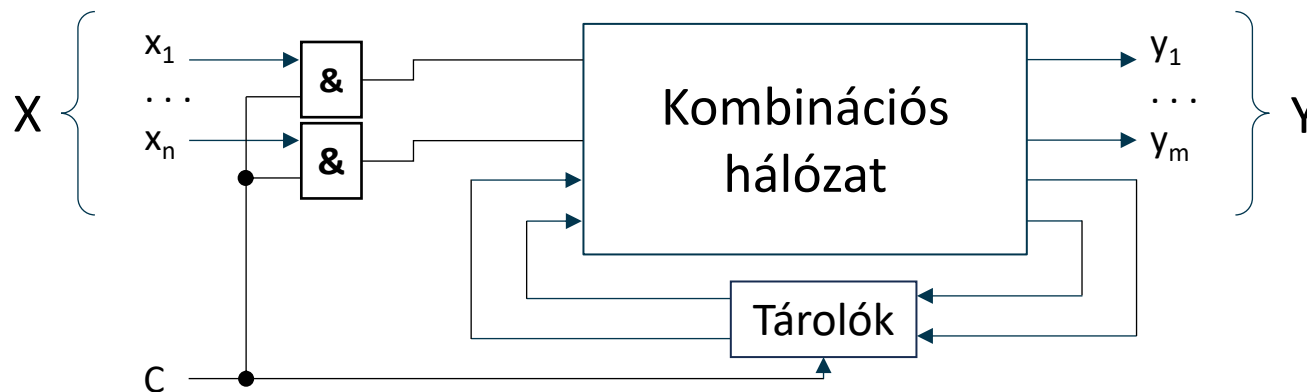 X
x1
. . .
xn
&
&
Kombinációs
hálózat
y1
. . .
ym
Y
Tárolók
C